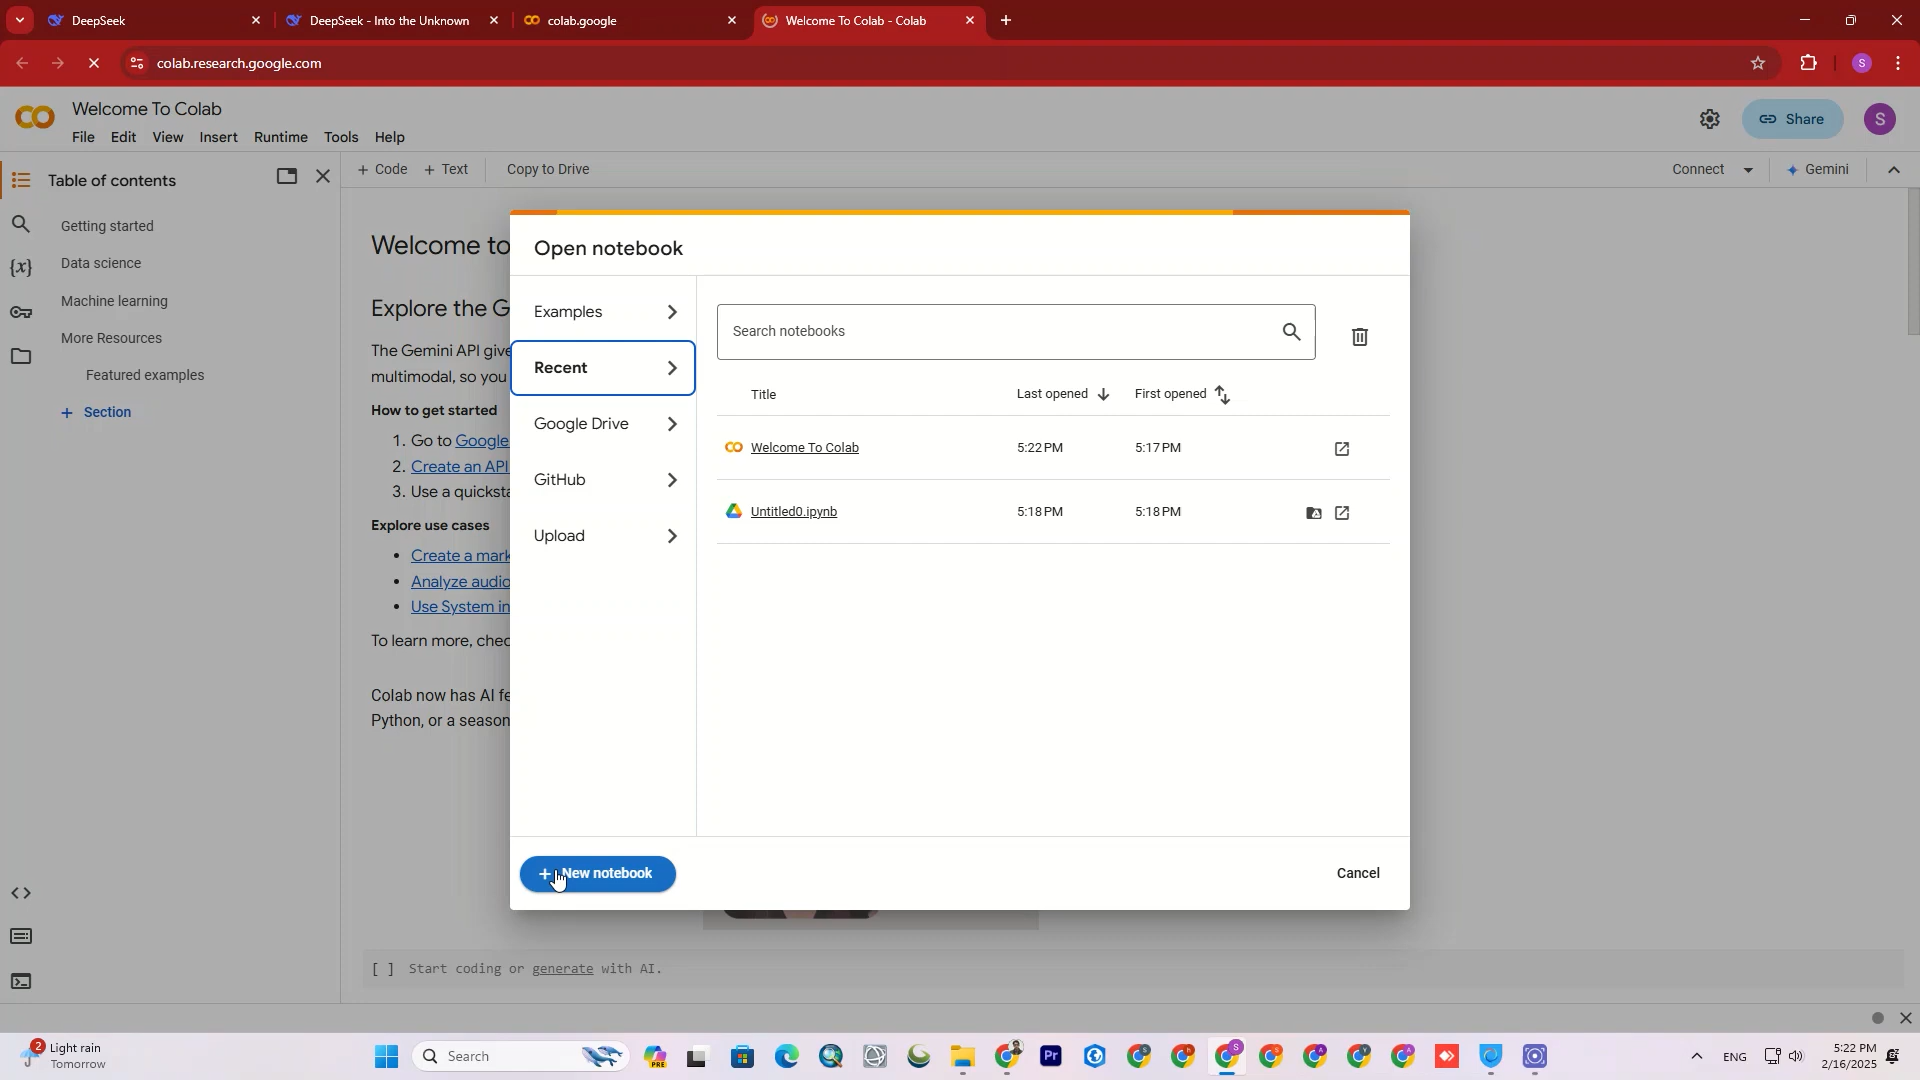 DeepSeek
DeepSeek - Into the Unknown
colab.google
Welcome To Colab - Colab
colab.research.google.com
S
Welcome To Colab
File Edit View Insert Runtime Tools Help
Share
S
Table of contents
+ Code + Text
Copy to Drive
Connect
Gemini
Getting started
Data science
Machine learning
More Resources
Featured examples
+ Section
Welcome to
Explore the G
The Gemini API give
multimodal, so you
How to get started
1. Go to Google
2. Create an API
3. Use a quicksta
Explore use cases
• Create a mark
• Analyze audio
• Use System in
To learn more, chec
Colab now has AI fe
Python, or a season
Open notebook
Examples
Recent
Google Drive
GitHub
Upload
Search notebooks
Title Last opened First opened
Welcome To Colab 5:22 PM 5:17 PM
Untitled0.ipynb 5:18 PM 5:18 PM
+ New notebook
Cancel
[ ] Start coding or generate with AI.
2
Light rain
Tomorrow
Search
PRE
Pr
ENG
5:22 PM
2/16/2025